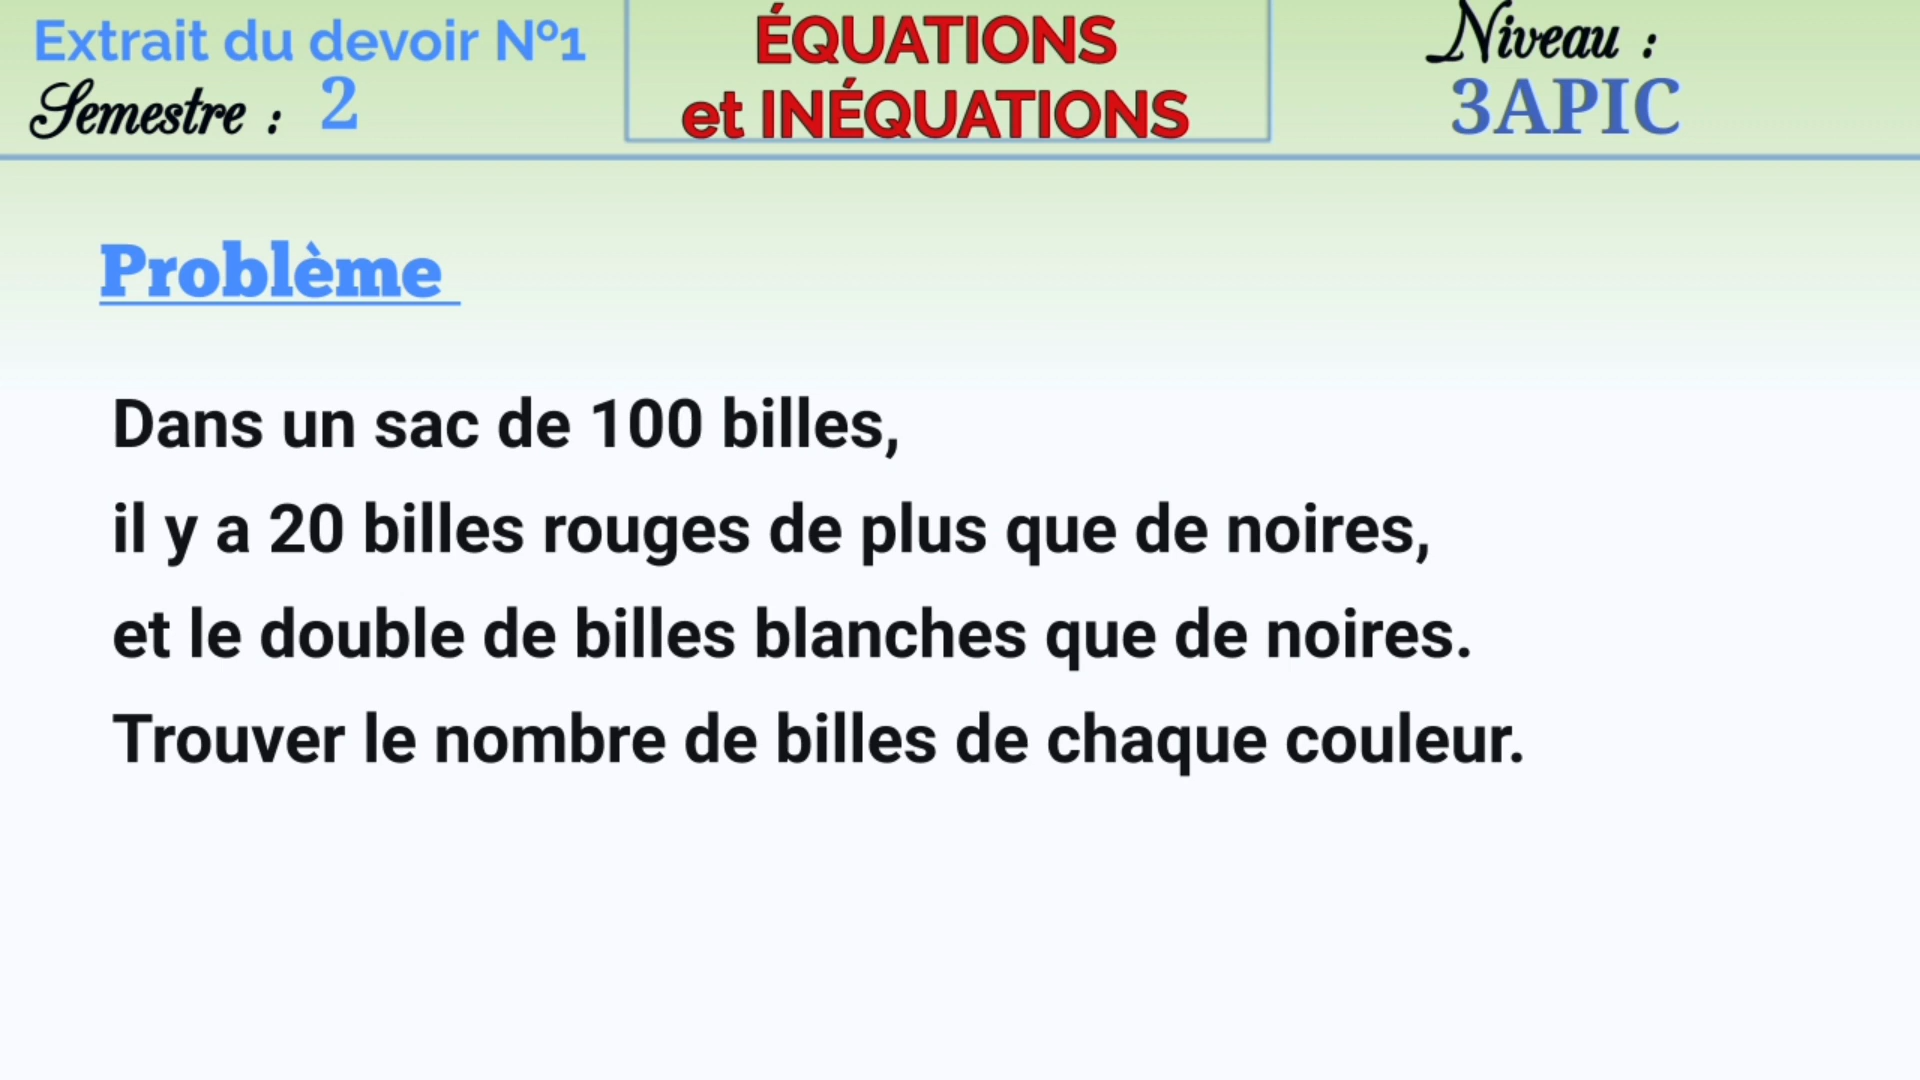 Extrait du devoir Nº1
Semestre : 2
ÉQUATIONS
et INÉQUATIONS
Niveau :
3APIC
Problème
Dans un sac de 100 billes,
il y a 20 billes rouges de plus que de noires,
et le double de billes blanches que de noires.
Trouver le nombre de billes de chaque couleur.